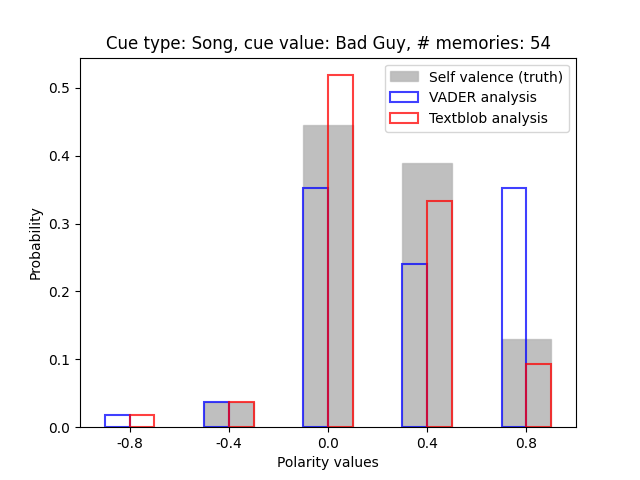 Cue type: Song, cue value: Bad Guy, # memories: 54
Self valence (truth)
VADER analysis
Textblob analysis
Probability
0.5
0.4
0.3
0.2
0.1
0.0
-0.8 -0.4 0.0 0.4 0.8
Polarity values